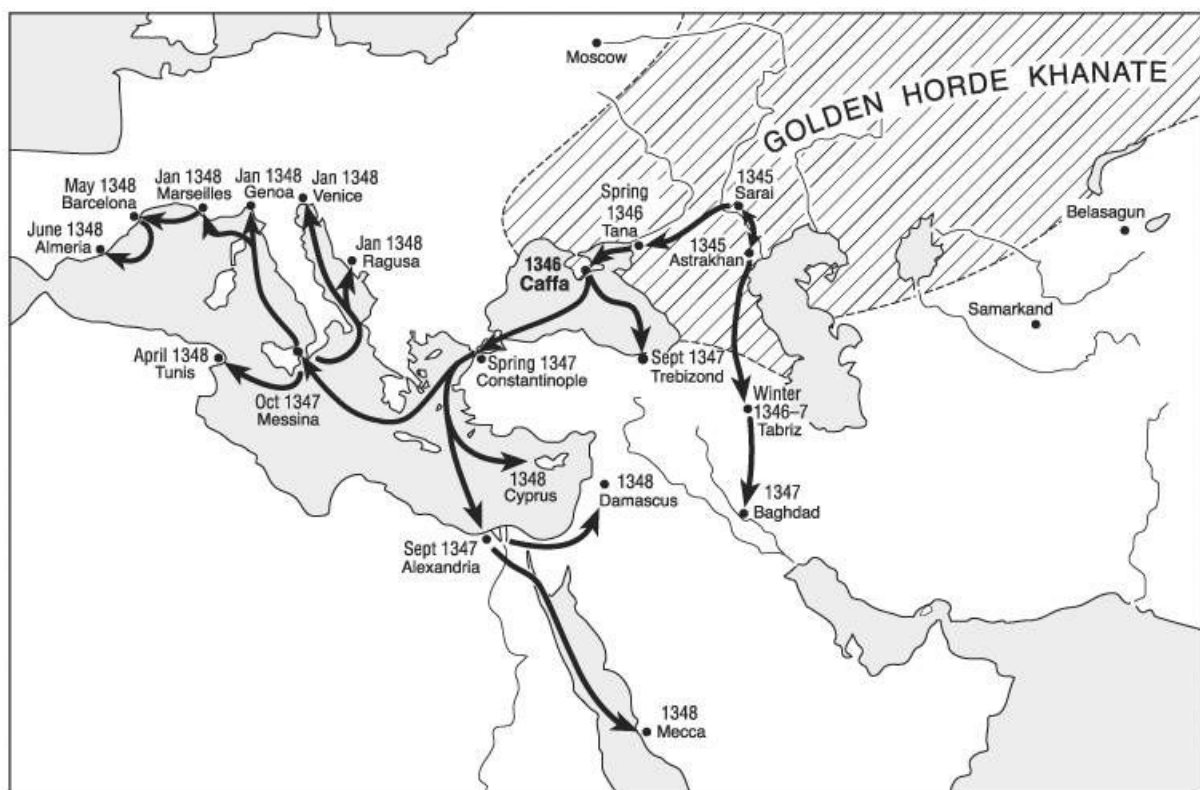 Moscow
GOLDEN HORDE KHANATE
May 1348
Barcelona
Jan 1348
Marseilles
Jan 1348
Genoa
Jan 1348
Venice
June 1348
Almeria
Jan 1348
Ragusa
Spring
1346
Tana
1345
Sarai
1345
Astrakhan
Belasagun
1346
Caffa
Samarkand
April 1348
Tunis
Oct 1347
Messina
Spring 1347
Constantinople
Sept 1347
Trebizond
Winter
1346–7
Tabriz
1348
Cyprus
1348
Damascus
1347
Baghdad
Sept 1347
Alexandria
1348
Mecca